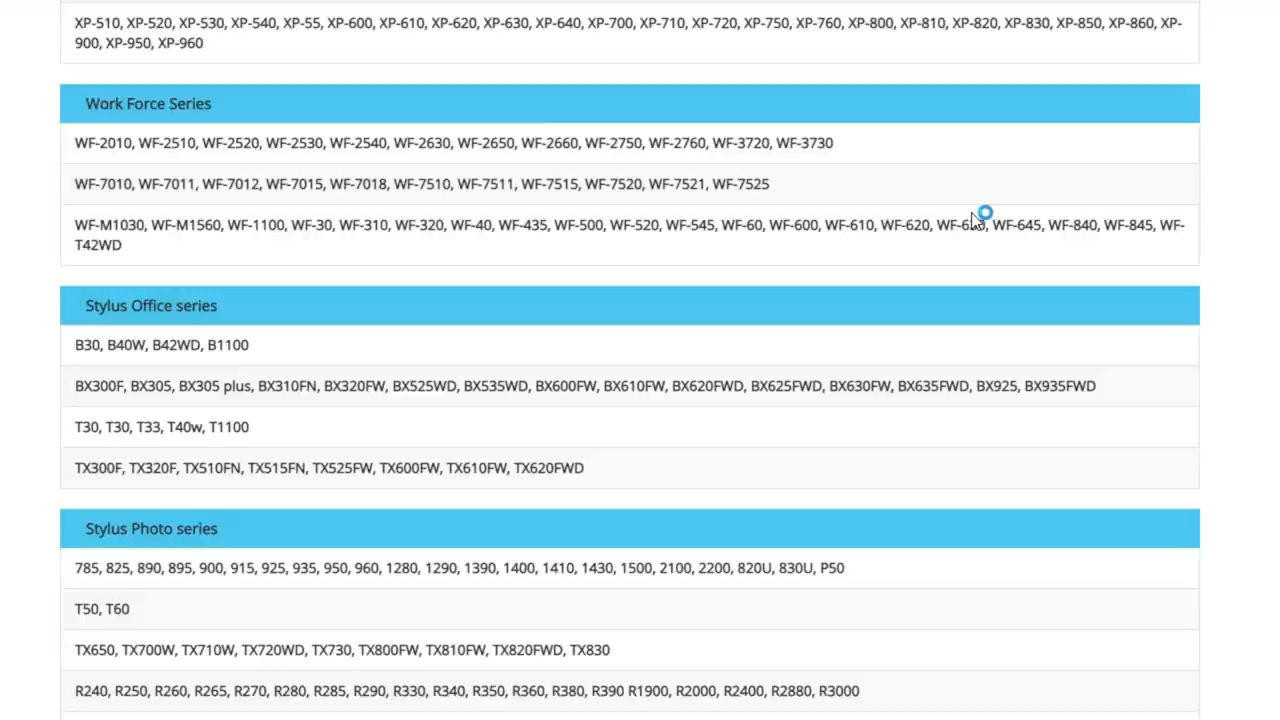 XP-510, XP-520, XP-530, XP-540, XP-55, XP-600, XP-610, XP-620, XP-630, XP-640, XP-700, XP-710, XP-720, XP-750, XP-760, XP-800, XP-810, XP-820, XP-830, XP-850, XP-860, XP-
900, XP-950, XP-960
Work Force Series
WF-2010, WF-2510, WF-2520, WF-2530, WF-2540, WF-2630, WF-2650, WF-2660, WF-2750, WF-2760, WF-3720, WF-3730
WF-7010, WF-7011, WF-7012, WF-7015, WF-7018, WF-7510, WF-7511, WF-7515, WF-7520, WF-7521, WF-7525
WF-M1030, WF-M1560, WF-1100, WF-30, WF-310, WF-320, WF-40, WF-435, WF-500, WF-520, WF-545, WF-60, WF-600, WF-610, WF-620, WF-645, WF-840, WF-845, WF-
T42WD
Stylus Office series
B30, B40W, B42WD, B1100
BX300F, BX305, BX305 plus, BX310FN, BX320FW, BX525WD, BX535WD, BX600FW, BX610FW, BX620FWD, BX625FWD, BX630FW, BX635FWD, BX925, BX935FWD
T30, T30, T33, T40w, T1100
TX300F, TX320F, TX510FN, TX515FN, TX525FW, TX600FW, TX610FW, TX620FWD
Stylus Photo series
785, 825, 890, 895, 900, 915, 925, 935, 950, 960, 1280, 1290, 1390, 1400, 1410, 1430, 1500, 2100, 2200, 820U, 830U, P50
T50, T60
TX650, TX700W, TX710W, TX720WD, TX730, TX800FW, TX810FW, TX820FWD, TX830
R240, R250, R260, R265, R270, R280, R285, R290, R330, R340, R350, R360, R380, R390 R1900, R2000, R2400, R2880, R3000